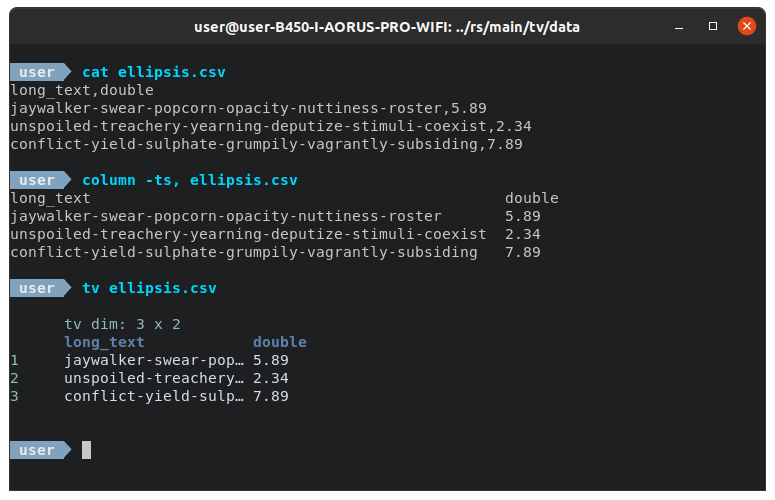 user@user-B450-I-AORUS-PRO-WIFI: ../rs/main/tv/data
user cat ellipsis.csv
long_text,double
jaywalker-swear-popcorn-opacity-nuttiness-roster,5.89
unspoiled-treachery-yearning-deputize-stimuli-coexist,2.34
conflict-yield-sulphate-grumpily-vagrantly-subsiding,7.89
user column -ts, ellipsis.csv
long_text double
jaywalker-swear-popcorn-opacity-nuttiness-roster 5.89
unspoiled-treachery-yearning-deputize-stimuli-coexist 2.34
conflict-yield-sulphate-grumpily-vagrantly-subsiding 7.89
user tv ellipsis.csv
tv dim: 3 x 2
long_text double
1 jaywalker-swear-pop… 5.89
2 unspoiled-treachery… 2.34
3 conflict-yield-sulp… 7.89
user